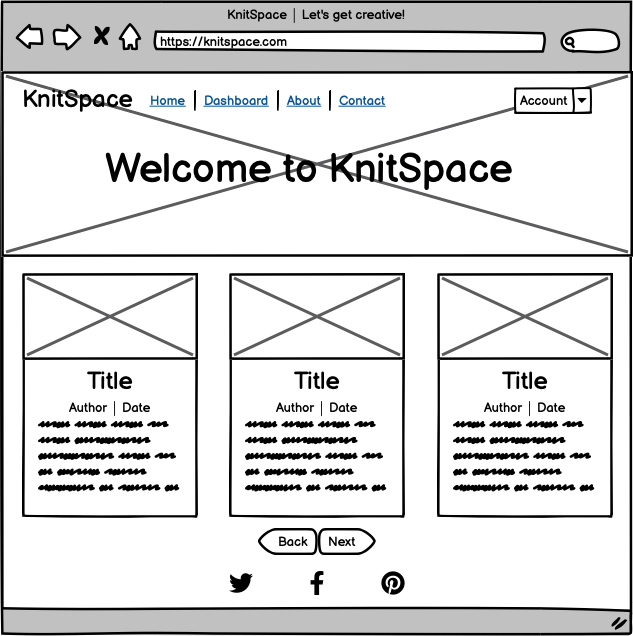 KnitSpace | Let's get creative!
https://knitspace.com
KnitSpace Home | Dashboard | About | Contact Account
Welcome to KnitSpace
Title Title Title
Author | Date Author | Date Author | Date
Back Next